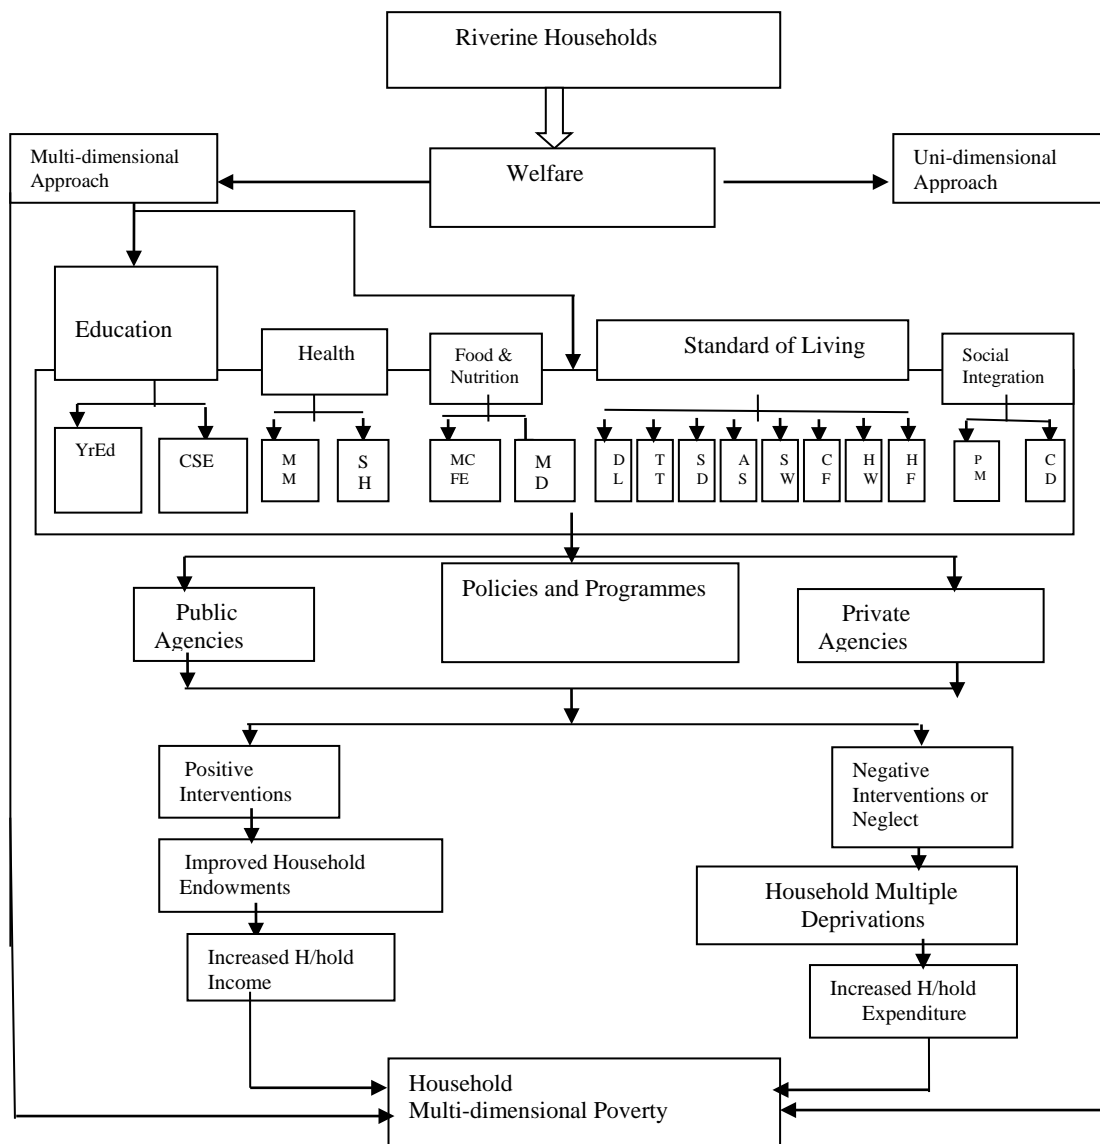 Riverine Households
Multi-dimensional
Approach
Welfare
Uni-dimensional
Approach
Education
Health
Food &
Nutrition
Standard of Living
Social
Integration
YrEd
CSE
M
M
S
H
MC
FE
M
D
D
L
T
T
S
D
A
S
S
W
C
F
H
W
H
F
P
M
C
D
Public
Agencies
Policies and Programmes
Private
Agencies
Positive
Interventions
Negative
Interventions or
Neglect
Improved Household
Endowments
Household Multiple
Deprivations
Increased H/hold
Income
Increased H/hold
Expenditure
Household
Multi-dimensional Poverty